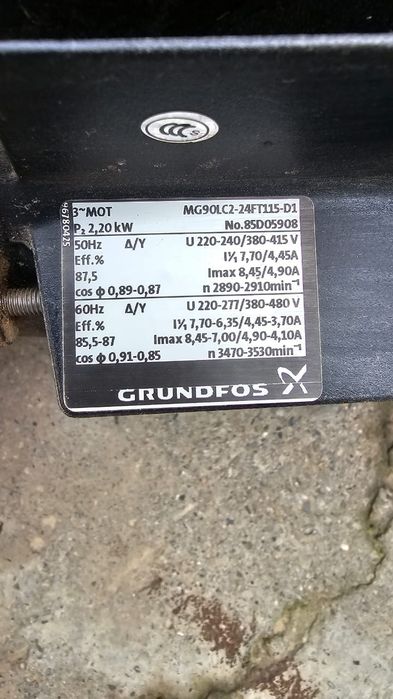 CCC S
96780425
3~MOT MG90LC2-24FT115-D1
P₂ 2,20 kW No.85D05908
50Hz Δ/Y U 220-240/380-415 V
Eff.% I1/1 7,70/4,45A
87,5 Imax 8,45/4,90A
cos φ 0,89-0,87 n 2890-2910min⁻¹
60Hz Δ/Y U 220-277/380-480 V
Eff.% I1/1 7,70-6,35/4,45-3,70A
85,5-87 Imax 8,45-7,00/4,90-4,10A
cos φ 0,91-0,85 n 3470-3530min⁻¹
GRUNDFOS